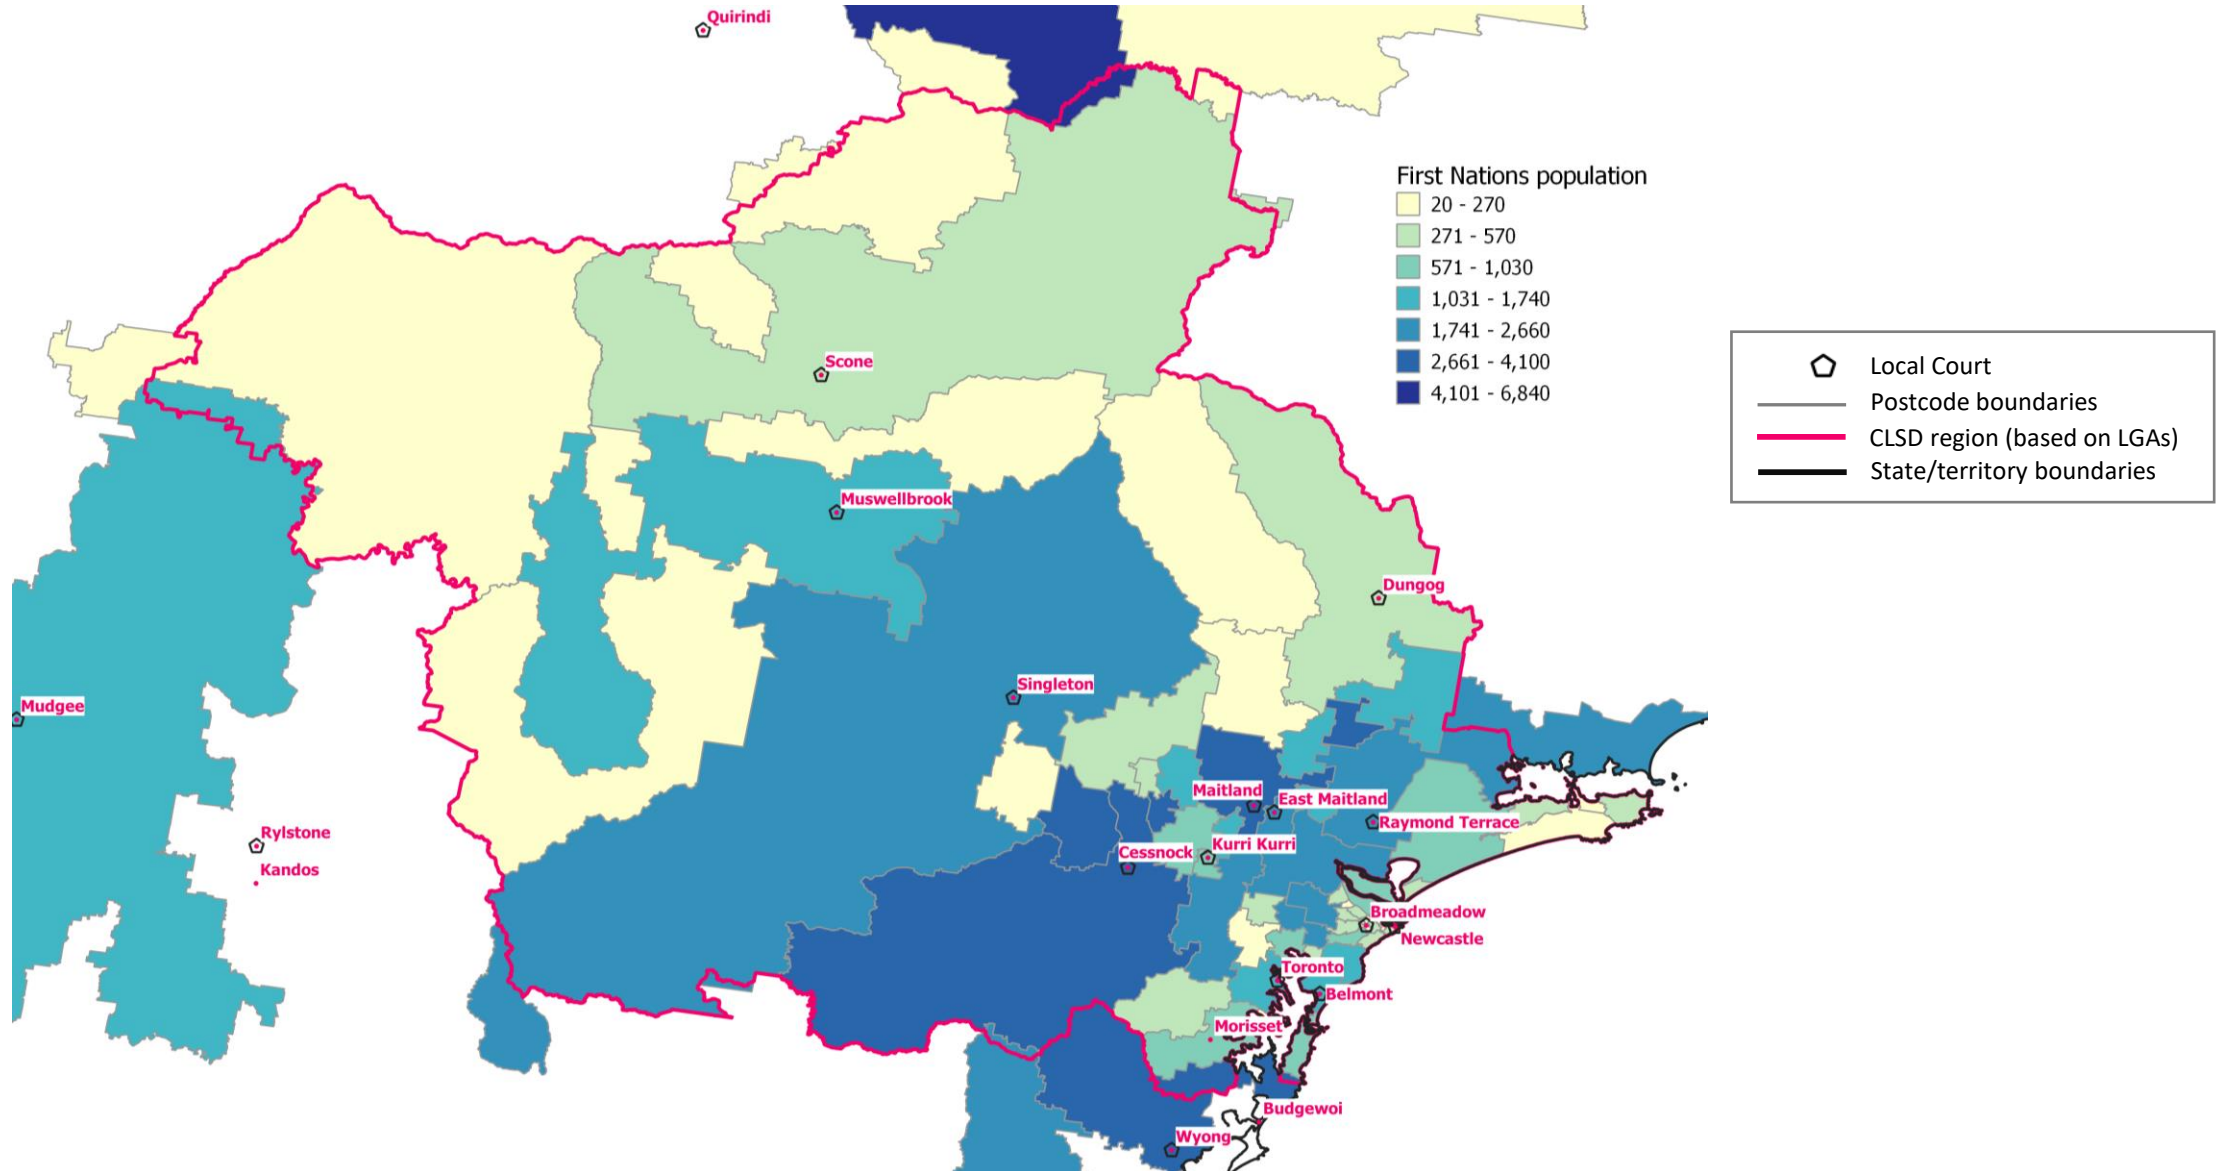 Quirindi
First Nations population
20 - 270
271 - 570
571 - 1,030
1,031 - 1,740
1,741 - 2,660
2,661 - 4,100
4,101 - 6,840
Local Court
Postcode boundaries
CLSD region (based on LGAs)
State/territory boundaries
Scone
Muswellbrook
Dungog
Singleton
Mudgee
Maitland
East Maitland
Raymond Terrace
Rylstone
Kurri Kurri
Cessnock
Kandos
Broadmeadow
Newcastle
Toronto
Belmont
Morisset
Budgewoi
Wyong